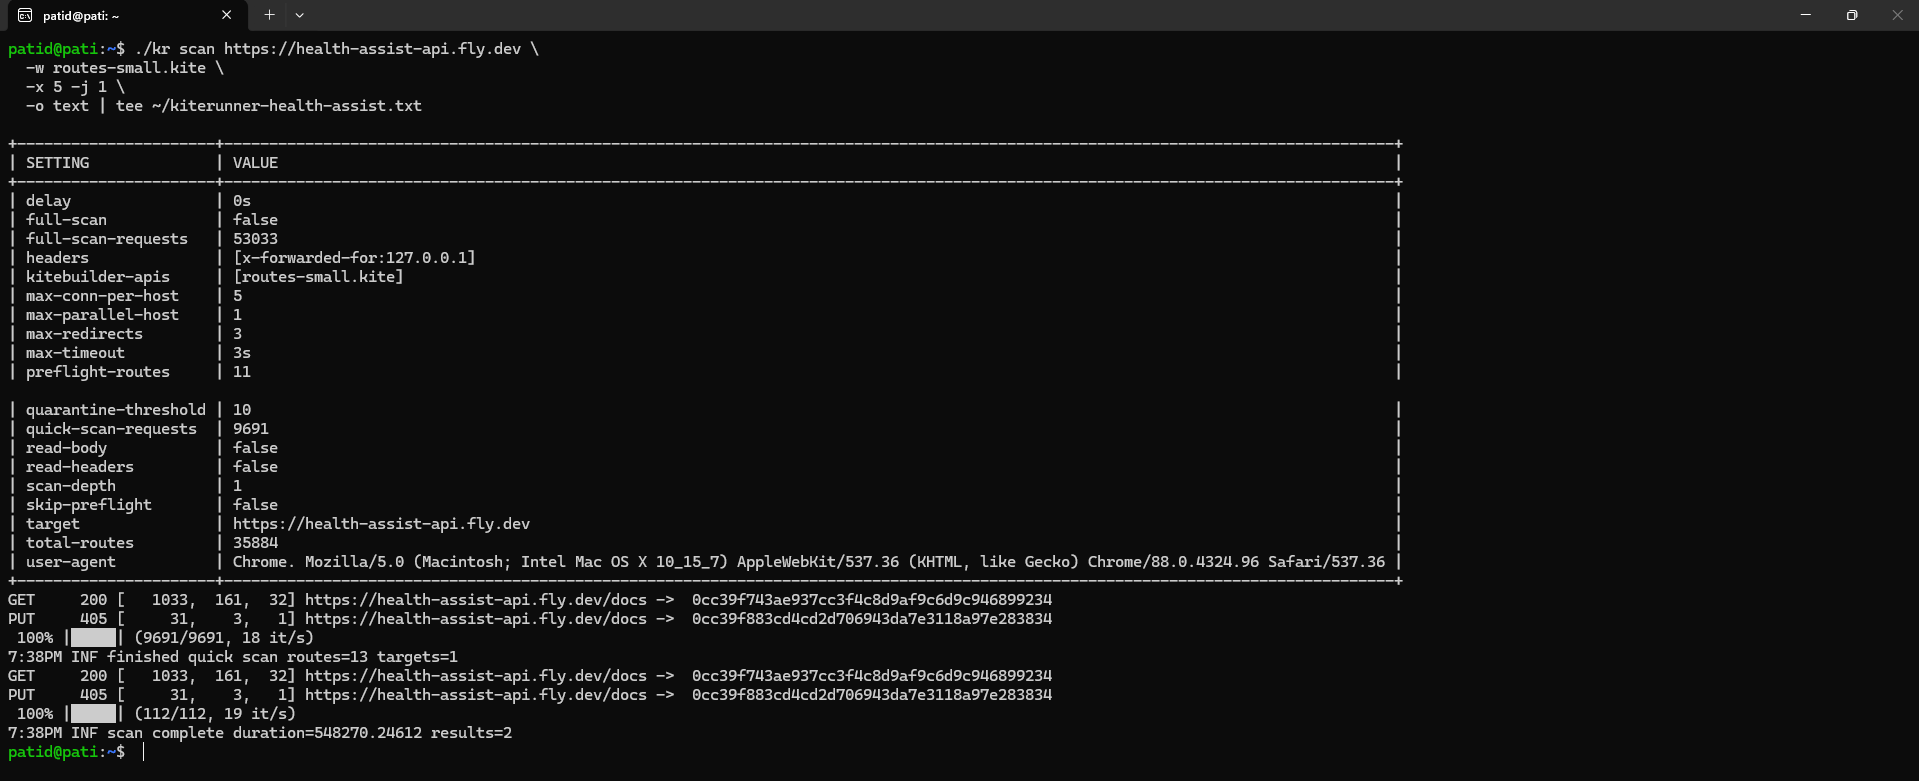 patid@pati: ~
patid@pati:~$ ./kr scan https://health-assist-api.fly.dev \
  -w routes-small.kite \
  -x 5 -j 1 \
  -o text | tee ~/kiterunner-health-assist.txt
| SETTING | VALUE |
| delay | 0s |
| full-scan | false |
| full-scan-requests | 53033 |
| headers | [x-forwarded-for:127.0.0.1] |
| kitebuilder-apis | [routes-small.kite] |
| max-conn-per-host | 5 |
| max-parallel-host | 1 |
| max-redirects | 3 |
| max-timeout | 3s |
| preflight-routes | 11 |
| quarantine-threshold | 10 |
| quick-scan-requests | 9691 |
| read-body | false |
| read-headers | false |
| scan-depth | 1 |
| skip-preflight | false |
| target | https://health-assist-api.fly.dev |
| total-routes | 35884 |
| user-agent | Chrome. Mozilla/5.0 (Macintosh; Intel Mac OS X 10_15_7) AppleWebKit/537.36 (KHTML, like Gecko) Chrome/88.0.4324.96 Safari/537.36 |
GET     200 [   1033,  161,  32] https://health-assist-api.fly.dev/docs -> 0cc39f743ae937cc3f4c8d9af9c6d9c946899234
PUT     405 [     31,    3,   1] https://health-assist-api.fly.dev/docs -> 0cc39f883cd4cd2d706943da7e3118a97e283834
100% |█████| (9691/9691, 18 it/s)
7:38PM INF finished quick scan routes=13 targets=1
GET     200 [   1033,  161,  32] https://health-assist-api.fly.dev/docs -> 0cc39f743ae937cc3f4c8d9af9c6d9c946899234
PUT     405 [     31,    3,   1] https://health-assist-api.fly.dev/docs -> 0cc39f883cd4cd2d706943da7e3118a97e283834
100% |█████| (112/112, 19 it/s)
7:38PM INF scan complete duration=548270.24612 results=2
patid@pati:~$